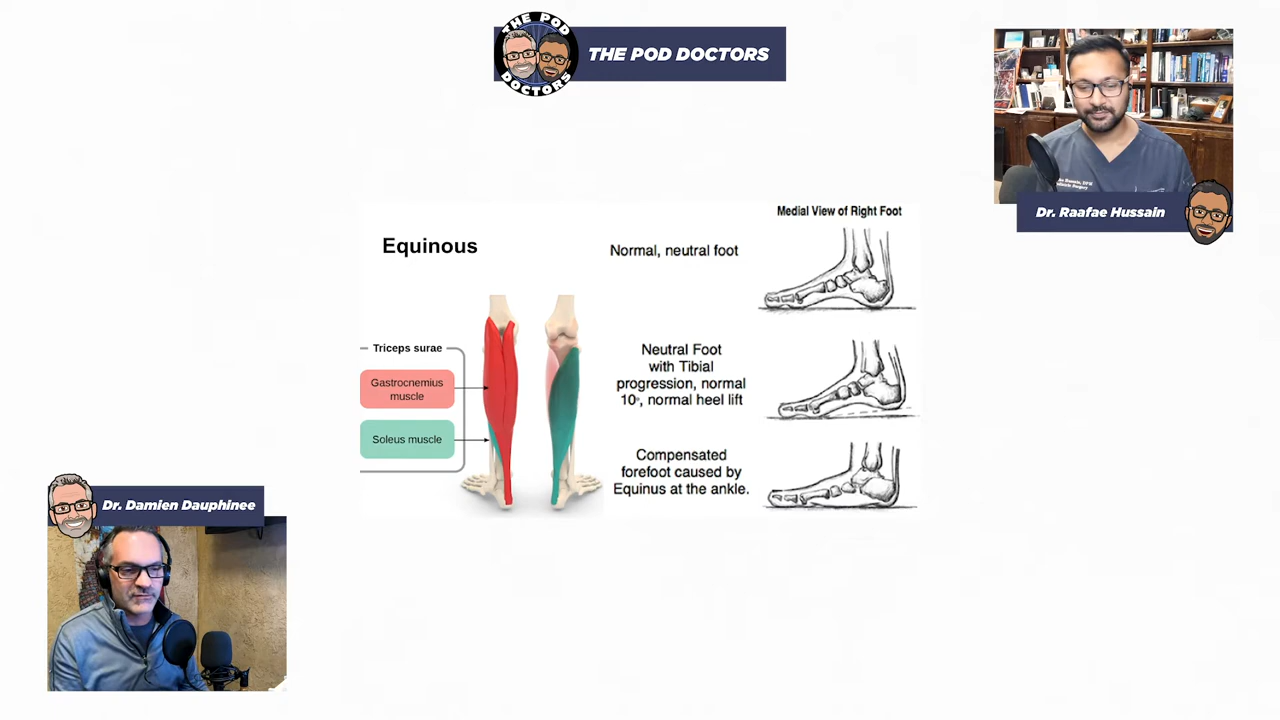 THE POD
DOCTORS
THE POD DOCTORS
Dr. Raafae Hussain
Medial View of Right Foot
Equinous
Normal, neutral foot
Triceps surae
Gastrocnemius
muscle
Soleus muscle
Neutral Foot
with Tibial
progression, normal
10°, normal heel lift
Compensated
forefoot caused by
Equinus at the ankle.
Dr. Damien Dauphinee